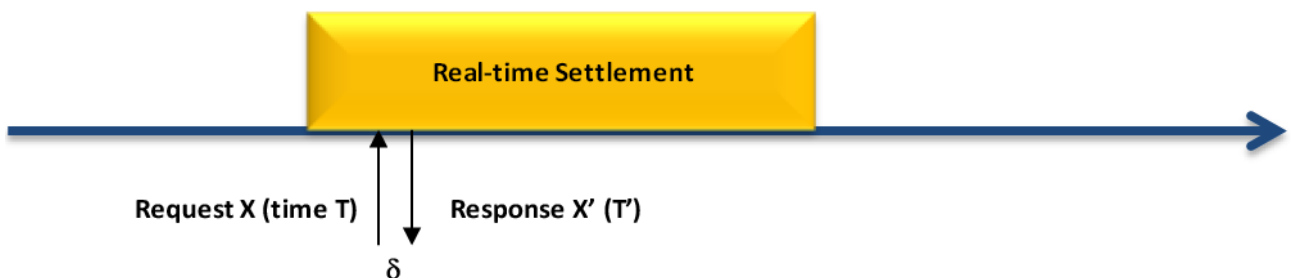 Real-time Settlement
Request X (time T)
Response X’ (T’)
δ